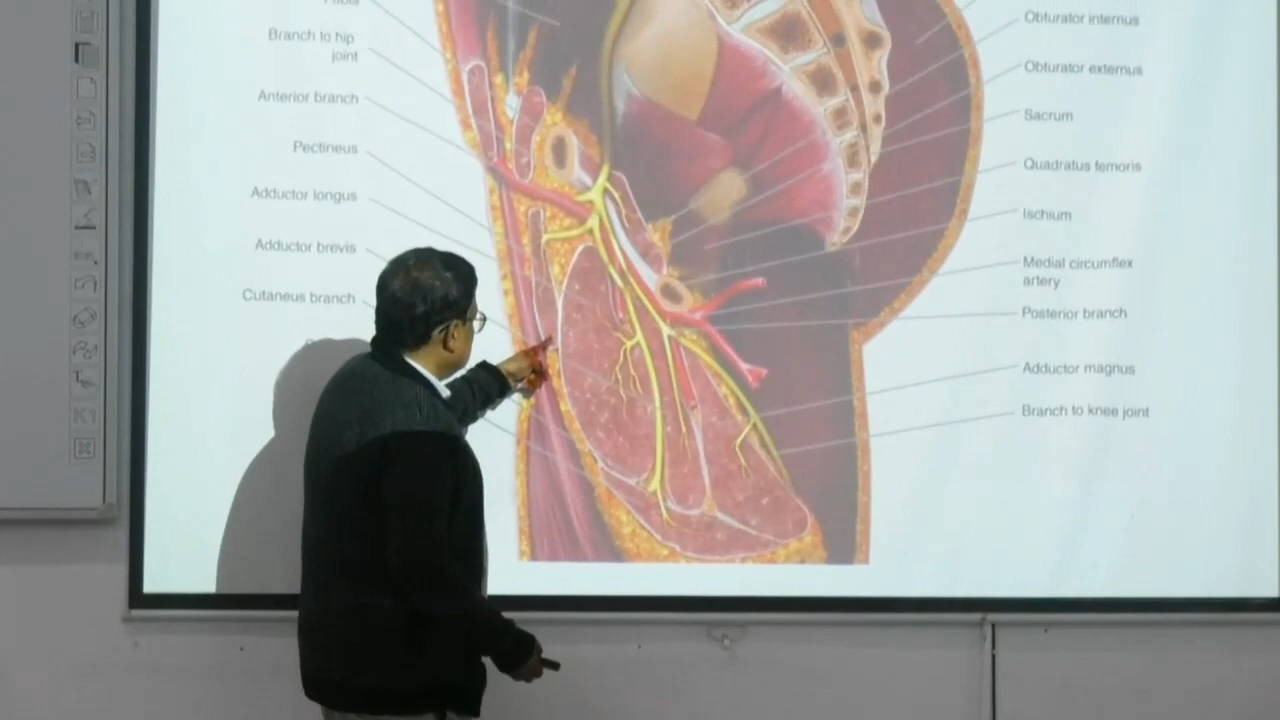 Branch to hip
joint
Anterior branch
Pectineus
Adductor longus
Adductor brevis
Cutaneus branch
Obturator internus
Obturator externus
Sacrum
Quadratus femoris
Ischium
Medial circumflex
artery
Posterior branch
Adductor magnus
Branch to knee joint